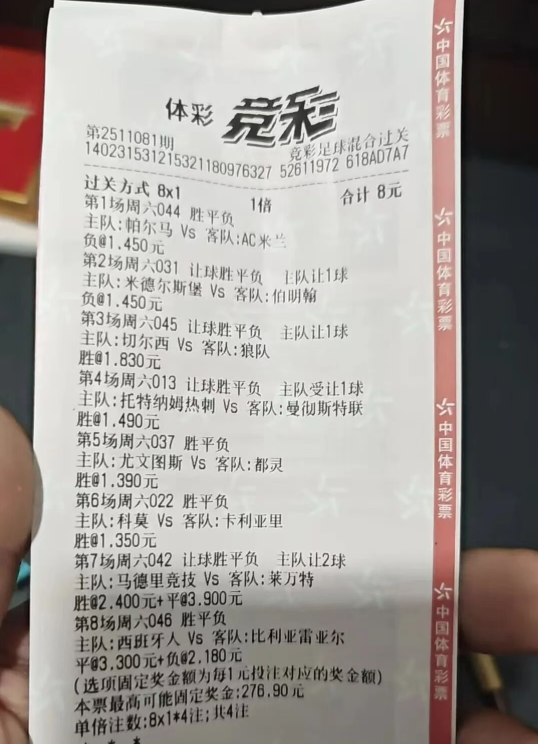 体彩 竞彩
第2511081期 竞彩足球混合过关
140231531215321180976327 52611972 618AD7A7
过关方式 8x1 1倍 合计 8元
第1场周六044 胜平负
主队:帕尔马 Vs 客队:AC米兰
负@1.450元
第2场周六031 让球胜平负 主队让1球
主队:米德尔斯堡 Vs 客队:伯明翰
负@1.450元
第3场周六045 让球胜平负 主队让1球
主队:切尔西 Vs 客队:狼队
胜@1.830元
第4场周六013 让球胜平负 主队受让1球
主队:托特纳姆热刺 Vs 客队:曼彻斯特联
胜@1.490元
第5场周六037 胜平负
主队:尤文图斯 Vs 客队:都灵
胜@1.390元
第6场周六022 胜平负
主队:科莫 Vs 客队:卡利亚里
胜@1.350元
第7场周六042 让球胜平负 主队让2球
主队:马德里竞技 Vs 客队:莱万特
胜@2.400元+平@3.900元
第8场周六046 胜平负
主队:西班牙人 Vs 客队:比利亚雷亚尔
平@3.300元+负@2.180元
(选项固定奖金额为每1元投注对应的奖金额)
本票最高可能固定奖金:276.90元
单倍注数:8x1*4注;共4注
中国体育彩票
中国体育彩票
中国体育彩票
中国体育彩票